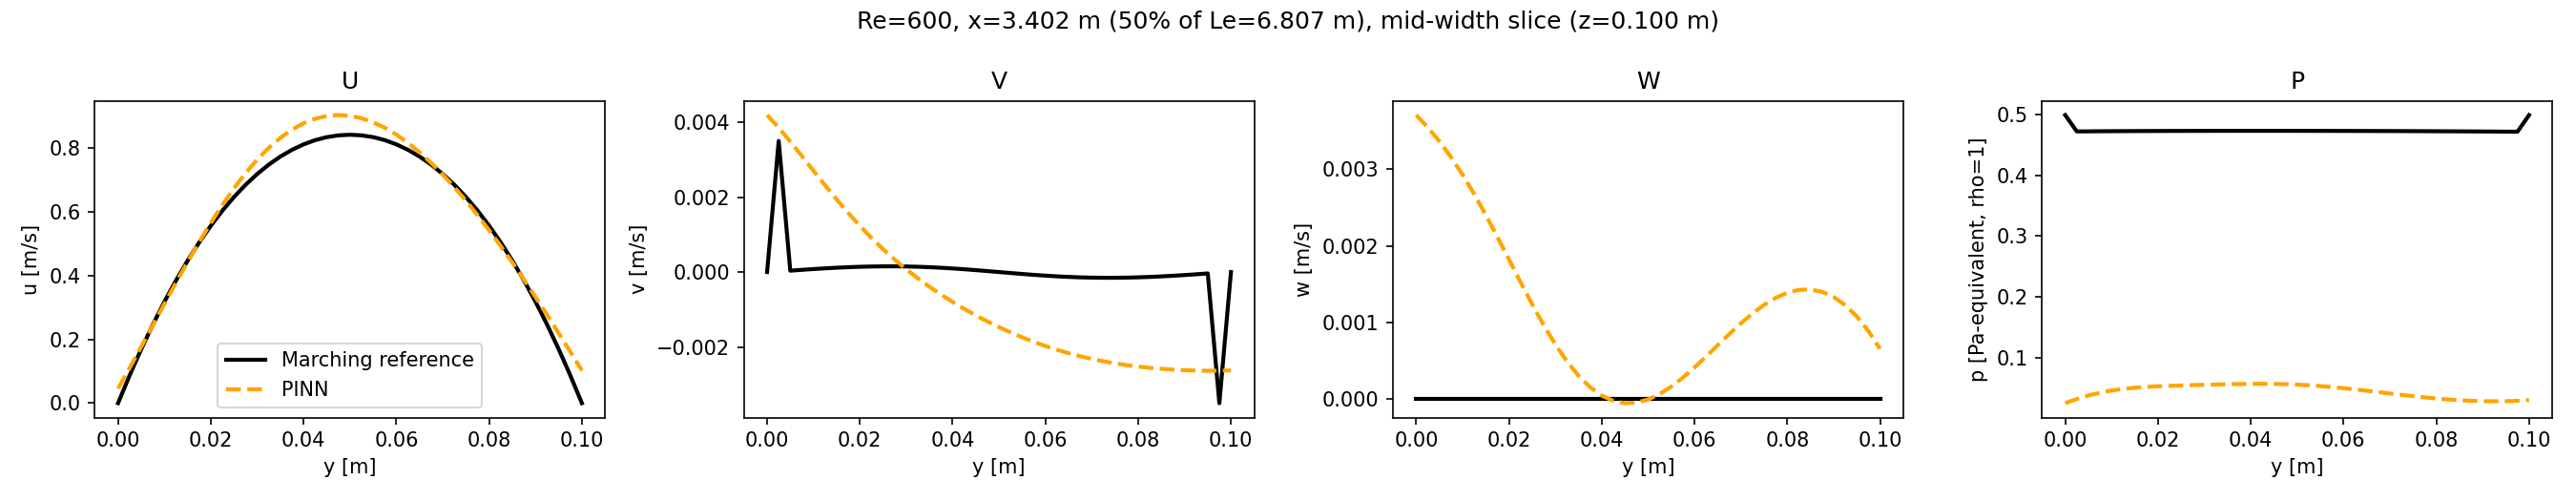 Re=600, x=3.402 m (50% of Le=6.807 m), mid-width slice (z=0.100 m)
U
u [m/s]
0.8
0.6
0.4
0.2
0.0
Marching reference
PINN
0.00 0.02 0.04 0.06 0.08 0.10
y [m]
V
v [m/s]
0.004
0.002
0.000
−0.002
0.00 0.02 0.04 0.06 0.08 0.10
y [m]
W
w [m/s]
0.003
0.002
0.001
0.000
0.00 0.02 0.04 0.06 0.08 0.10
y [m]
P
p [Pa-equivalent, rho=1]
0.5
0.4
0.3
0.2
0.1
0.00 0.02 0.04 0.06 0.08 0.10
y [m]